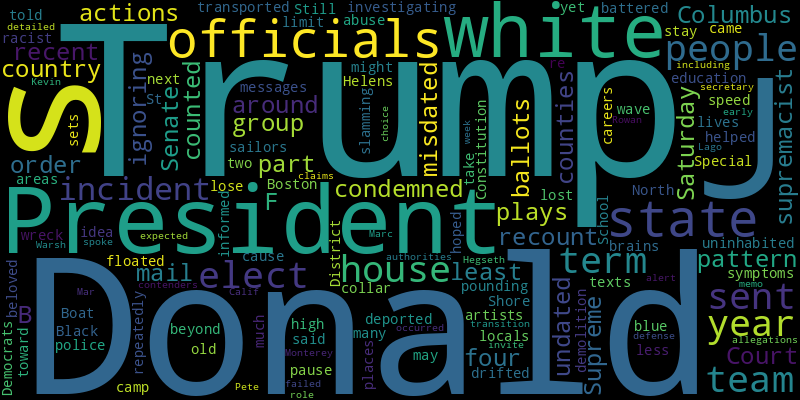 told
detailed
racist
recent
country
actions
transported
Still
limit
abuse
investigating
battered
Columbus
officials
white
yet
stay
came
people
including
s
Trump
j
next
St
sets
ignoring
Senate
counted
messages
around
group
Helens
might
slamming
choice
misdated
re
education
secretary
speed
early
Kevin
careers
Rowan
Saturday
lives
helped
Lago
Special
supremacist
order
areas
sailors
two
part
claims
Boston
F
lose
incident
condemned
week
take
Constitution
ballots
wave
counties
lost
North
President
plays
School
state
wreck
idea
Warsh
spoke
expected
informed
cause
District
Marc
hoped
recount
brains
uninhabited
floated
mail
elect
house
authorities
Hegseth
least
term
texts
pattern
symptoms
beloved
Mar
contenders
Calif
collar
pounding
Shore
alert
memo
sent
B
Boat
Black
police
repeatedly
Donald
beyond
old
much
high
said
Monterey
deported
many
occurred
transition
artists
locals
invite
undated
demolition
Supreme
blue
defense
less
year
allegations
Court
Democrats
toward
camp
Pete
pause
failed
role
places
may
four
drifted
team